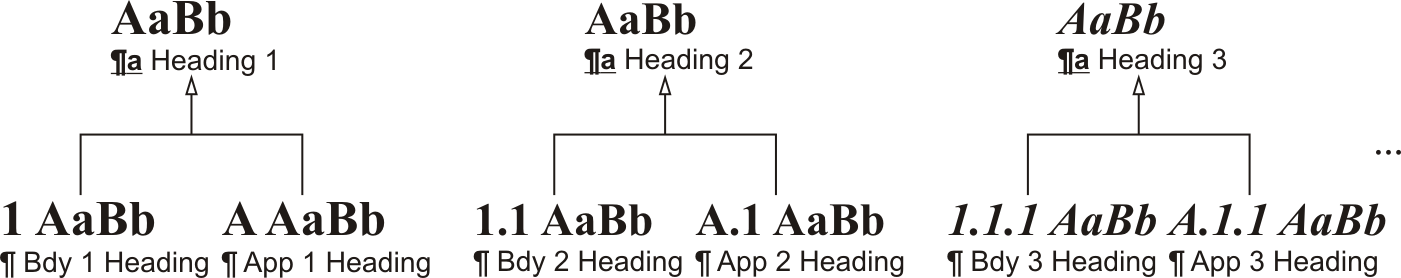 AaBb
¶a Heading 1
1 AaBb
¶ Bdy 1 Heading
A AaBb
¶ App 1 Heading
AaBb
¶a Heading 2
1.1 AaBb
¶ Bdy 2 Heading
A.1 AaBb
¶ App 2 Heading
AaBb
¶a Heading 3
1.1.1 AaBb
¶ Bdy 3 Heading
A.1.1 AaBb
¶ App 3 Heading
...